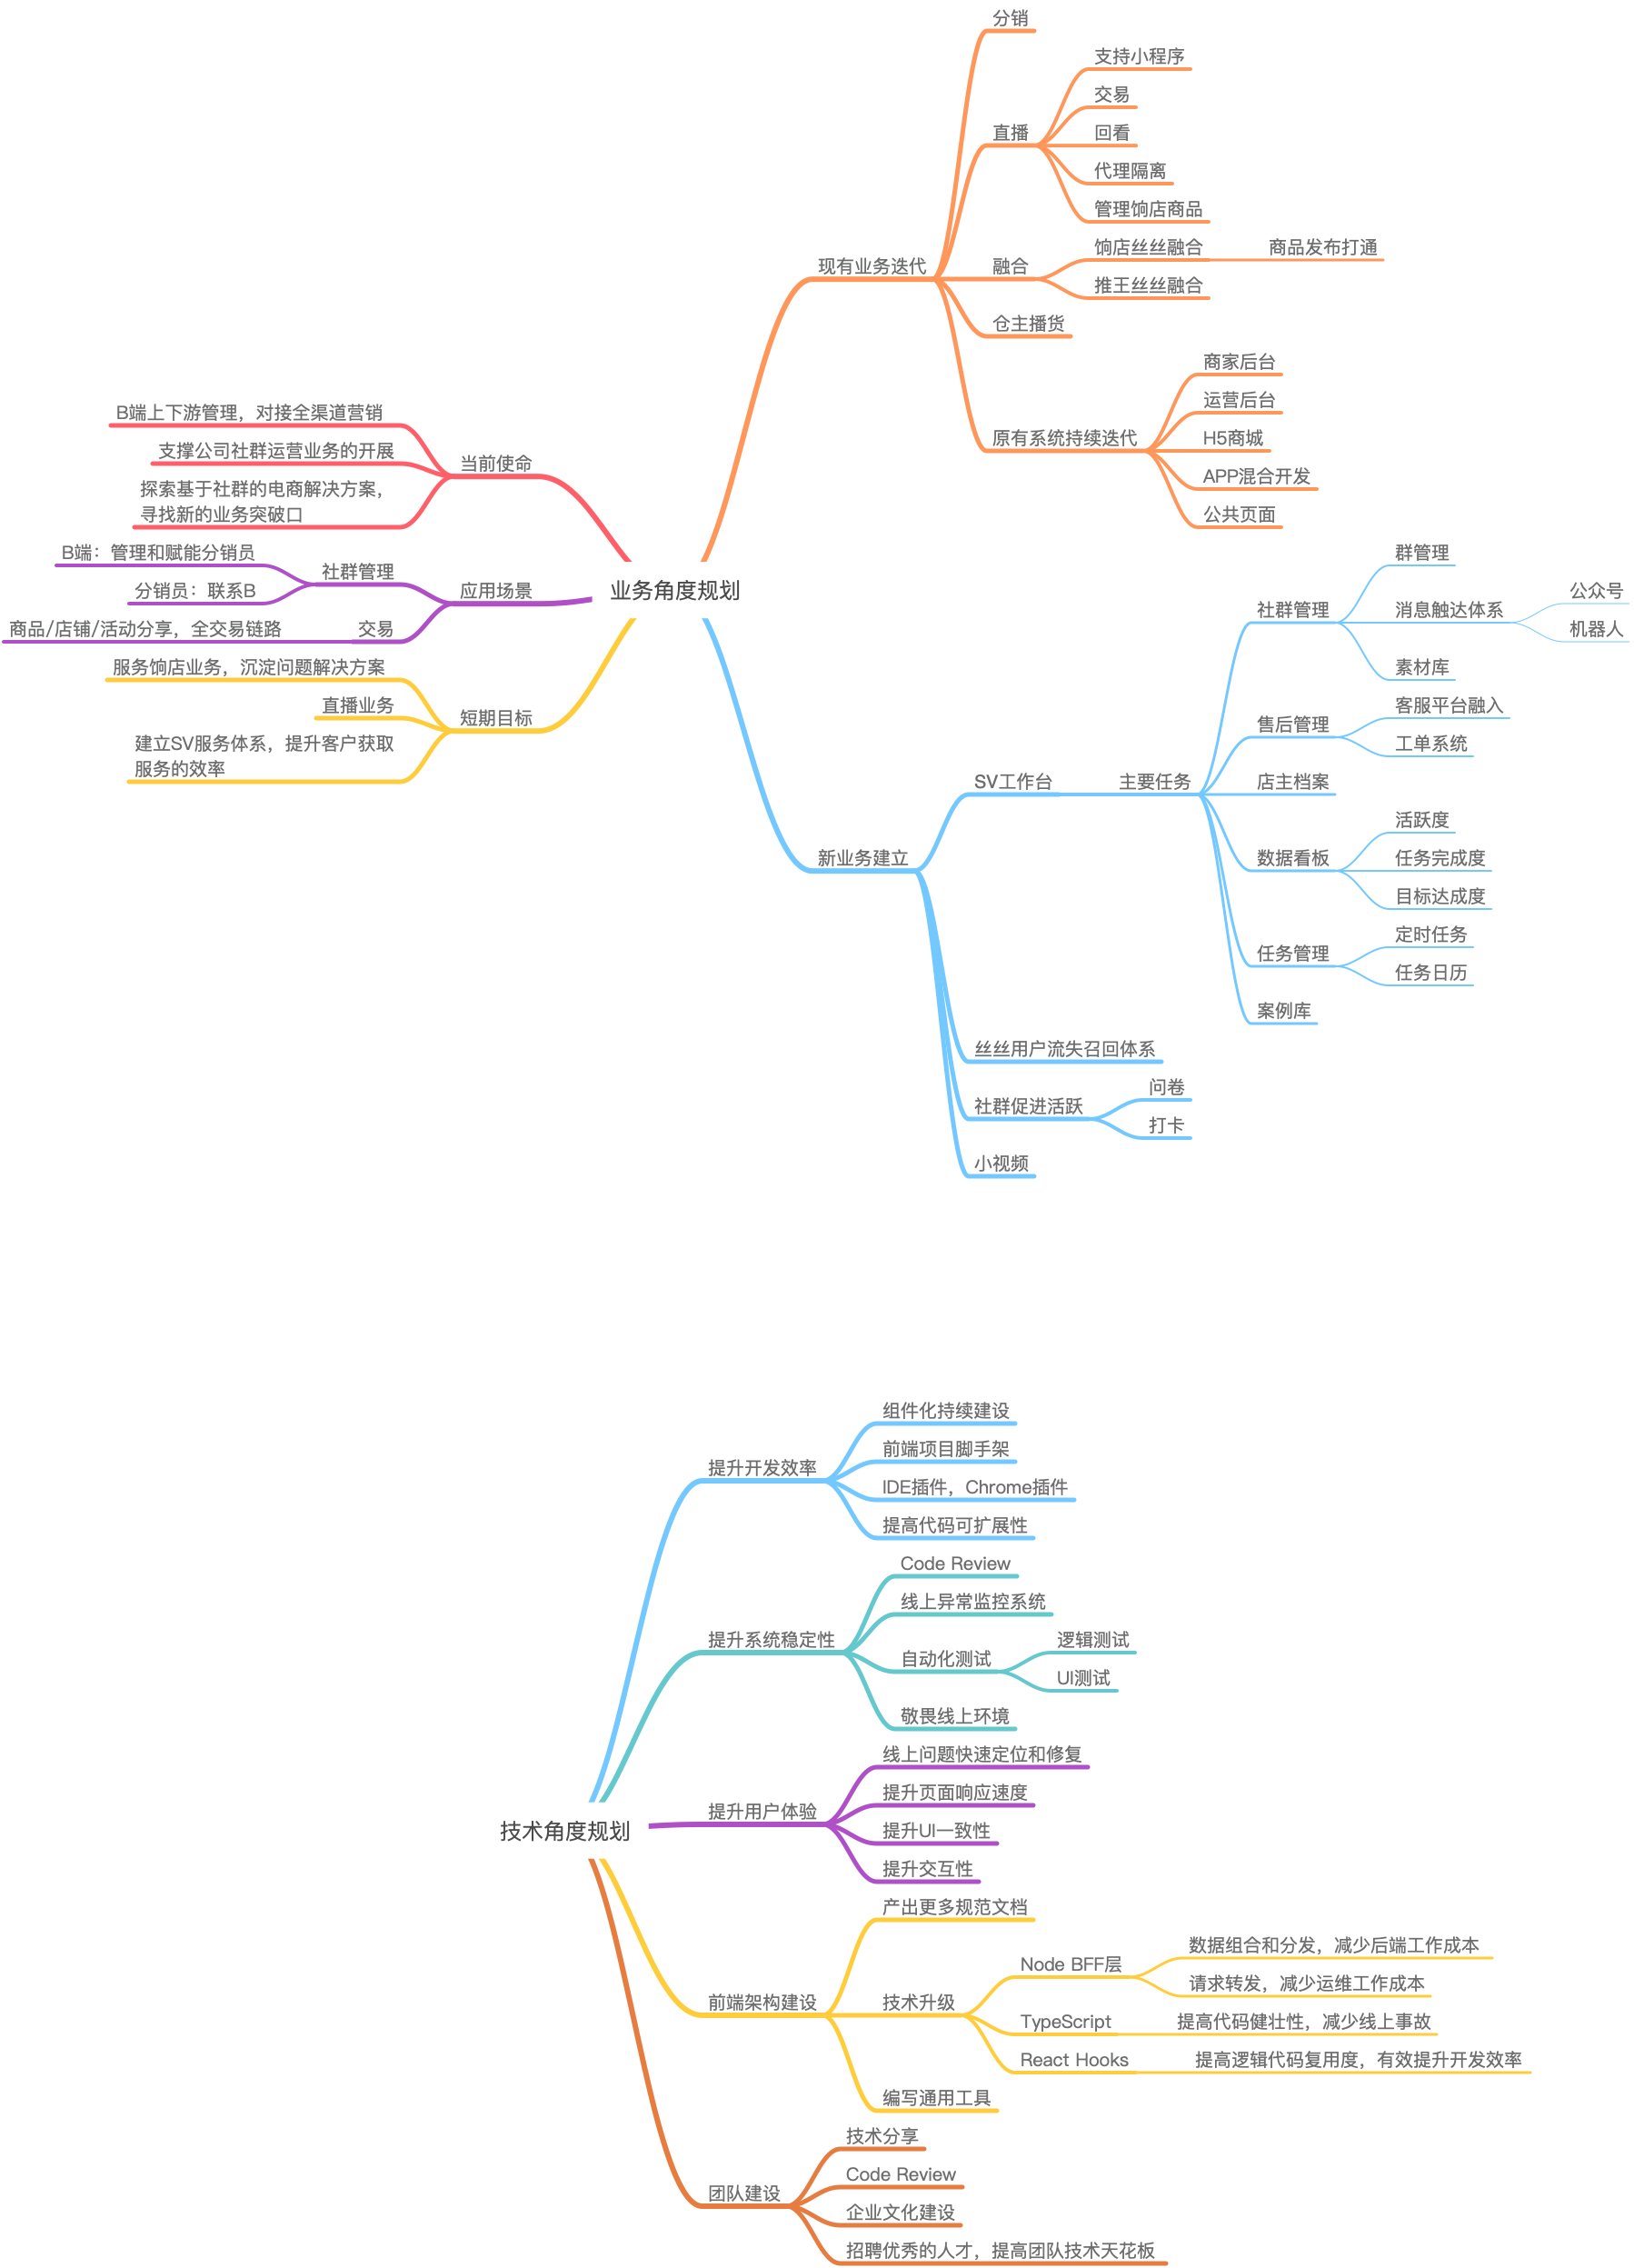 分销
支持小程序
交易
直播
回看
代理隔离
管理饷店商品
现有业务迭代
融合
饷店丝丝融合
商品发布打通
推王丝丝融合
仓主播货
商家后台
运营后台
原有系统持续迭代
H5商城
APP混合开发
公共页面
B端上下游管理，对接全渠道营销
支撑公司社群运营业务的开展
当前使命
探索基于社群的电商解决方案，
寻找新的业务突破口
B端：管理和赋能分销员
社群管理
分销员：联系B
应用场景
商品/店铺/活动分享，全交易链路
交易
业务角度规划
服务饷店业务，沉淀问题解决方案
直播业务
短期目标
建立SV服务体系，提升客户获取
服务的效率
群管理
社群管理
消息触达体系
公众号
机器人
素材库
售后管理
客服平台融入
工单系统
SV工作台
主要任务
店主档案
活跃度
新业务建立
数据看板
任务完成度
目标达成度
任务管理
定时任务
任务日历
案例库
丝丝用户流失召回体系
社群促进活跃
问卷
打卡
小视频
组件化持续建设
前端项目脚手架
提升开发效率
IDE插件，Chrome插件
提高代码可扩展性
Code Review
线上异常监控系统
提升系统稳定性
自动化测试
逻辑测试
UI测试
敬畏线上环境
线上问题快速定位和修复
提升页面响应速度
提升用户体验
提升UI一致性
提升交互性
技术角度规划
产出更多规范文档
Node BFF层
数据组合和分发，减少后端工作成本
请求转发，减少运维工作成本
前端架构建设
技术升级
TypeScript
提高代码健壮性，减少线上事故
React Hooks
提高逻辑代码复用度，有效提升开发效率
编写通用工具
技术分享
Code Review
团队建设
企业文化建设
招聘优秀的人才，提高团队技术天花板